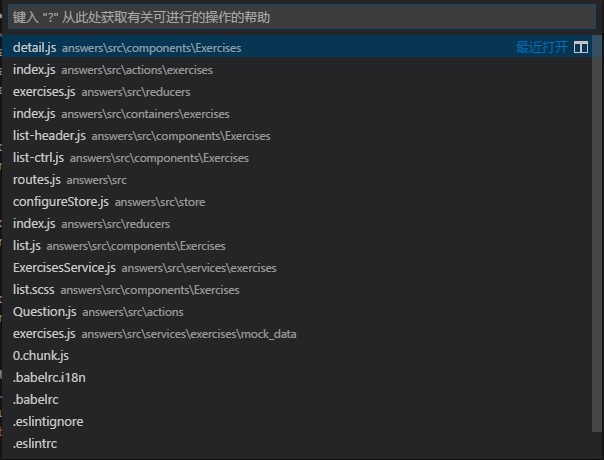 键入 "?" 从此处获取有关可进行的操作的帮助
detail.js answers\src\components\Exercises 最近打开
index.js answers\src\actions\exercises
exercises.js answers\src\reducers
index.js answers\src\containers\exercises
list-header.js answers\src\components\Exercises
list-ctrl.js answers\src\components\Exercises
routes.js answers\src
configureStore.js answers\src\store
index.js answers\src\reducers
list.js answers\src\components\Exercises
ExercisesService.js answers\src\services\exercises
list.scss answers\src\components\Exercises
Question.js answers\src\actions
exercises.js answers\src\services\exercises\mock_data
0.chunk.js
.babelrc.i18n
.babelrc
.eslintignore
.eslintrc